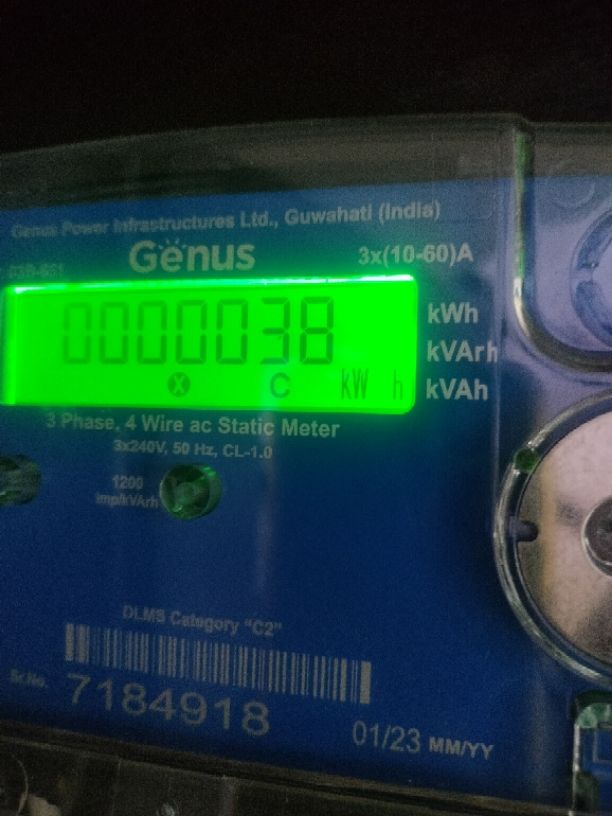 Genus Power Infrastructures Ltd., Guwahati (India)
Genus
3x(10-60)A
0000038
kWh
kVArh
kVAh
X C kW h
3 Phase, 4 Wire ac Static Meter
3x240V, 50 Hz, CL-1.0
1200
imp/kVArh
DLMS Category "C2"
Sr.No.
7184918
01/23 MM/YY